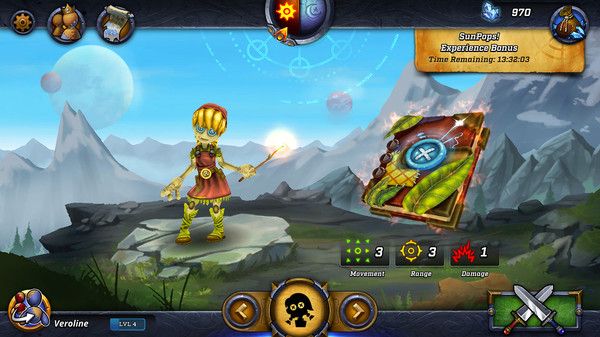 970
SunPops!
Experience Bonus
Time Remaining: 13:32:03
3
3
1
Movement
Range
Damage
Veroline
LVL 4